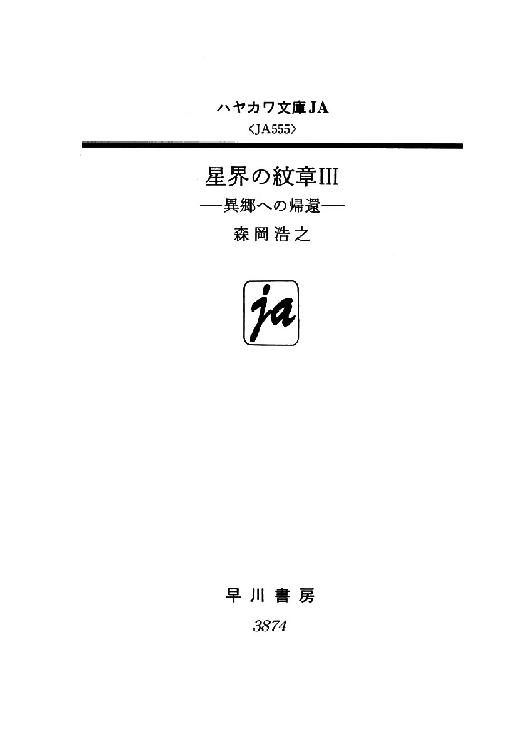 ハヤカワ文庫JA
〈JA555〉
星界の紋章III
―異郷への帰還―
森岡浩之
ja
早川書房
3874